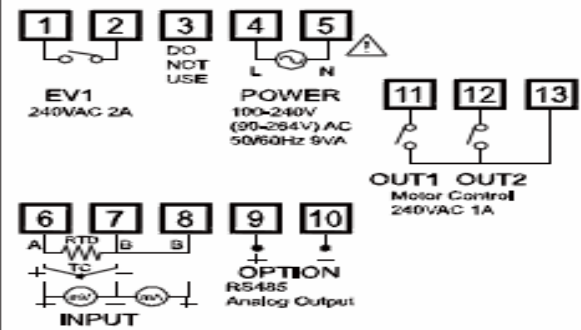 1 2 3 4 5
DO
NOT
USE
L N
EV1
240VAC 2A
POWER
100-240V
(90-264V) AC
50/60Hz 9VA
11 12 13
OUT1 OUT2
Motor Control
240VAC 1A
6 7 8 9 10
A RTD B B
+ TC -
+ mV - + mA -
INPUT
+ -
OPTION
RS485
Analog Output